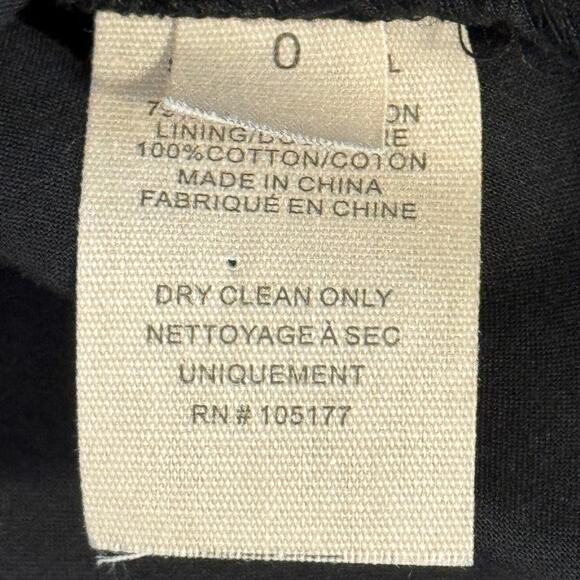 0
LINING/
100%COTTON/COTON
MADE IN CHINA
FABRIQUÉ EN CHINE
DRY CLEAN ONLY
NETTOYAGE À SEC
UNIQUEMENT
RN # 105177